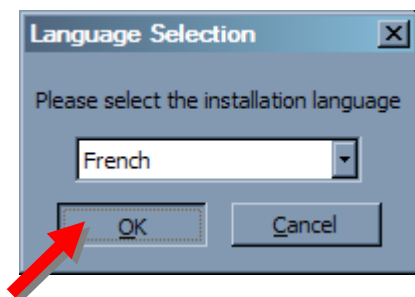 Language Selection
Please select the installation language
French
OK
Cancel